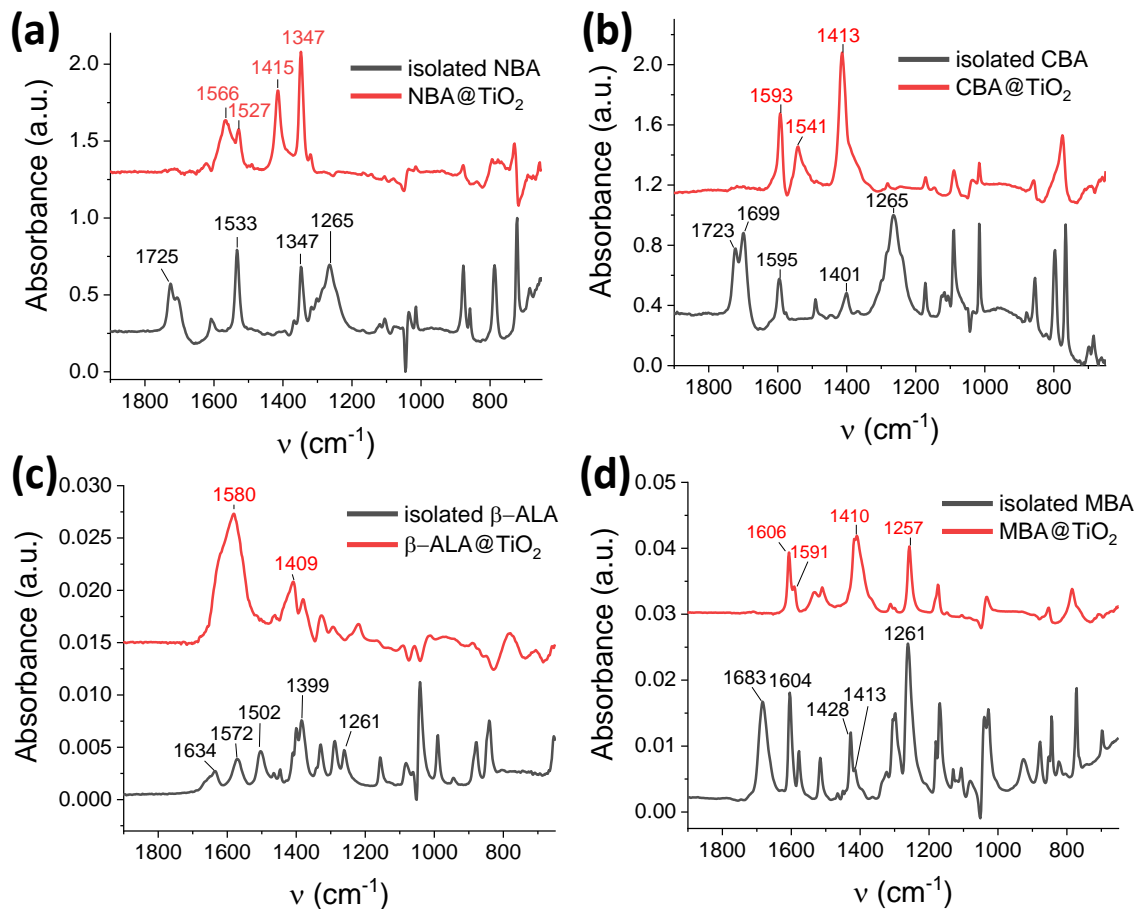 (a)
isolated NBA
NBA@TiO2
1566
1527
1415
1347
1725
1533
1347
1265
2.0
1.5
1.0
0.5
0.0
Absorbance (a.u.)
1800 1600 1400 1200 1000 800
ν (cm-1)
(b)
isolated CBA
CBA@TiO2
1593
1541
1413
1723
1699
1595
1401
1265
2.0
1.6
1.2
0.8
0.4
0.0
Absorbance (a.u.)
1800 1600 1400 1200 1000 800
ν (cm-1)
(c)
isolated β–ALA
β–ALA@TiO2
1580
1409
1634
1572
1502
1399
1261
0.030
0.025
0.020
0.015
0.010
0.005
0.000
Absorbance (a.u.)
1800 1600 1400 1200 1000 800
ν (cm-1)
(d)
isolated MBA
MBA@TiO2
1606
1591
1410
1257
1683
1604
1428
1413
1261
0.05
0.04
0.03
0.02
0.01
0.00
Absorbance (a.u.)
1800 1600 1400 1200 1000 800
ν (cm-1)